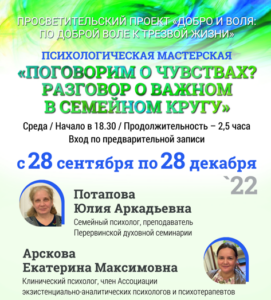 ПРОСВЕТИТЕЛЬСКИЙ ПРОЕКТ «ДОБРО И ВОЛЯ:
ПО ДОБРОЙ ВОЛЕ К ТРЕЗВОЙ ЖИЗНИ»
ПСИХОЛОГИЧЕСКАЯ МАСТЕРСКАЯ
«ПОГОВОРИМ О ЧУВСТВАХ?
РАЗГОВОР О ВАЖНОМ
В СЕМЕЙНОМ КРУГУ»
Среда / Начало в 18.30 / Продолжительность – 2,5 часа
Вход по предварительной записи
с 28 сентября по 28 декабря
`22
Потапова
Юлия Аркадьевна
Семейный психолог, преподаватель
Перервинской духовной семинарии
Арскова
Екатерина Максимовна
Клинический психолог, член Ассоциации
экзистенциально-аналитических психологов и психотерапевтов